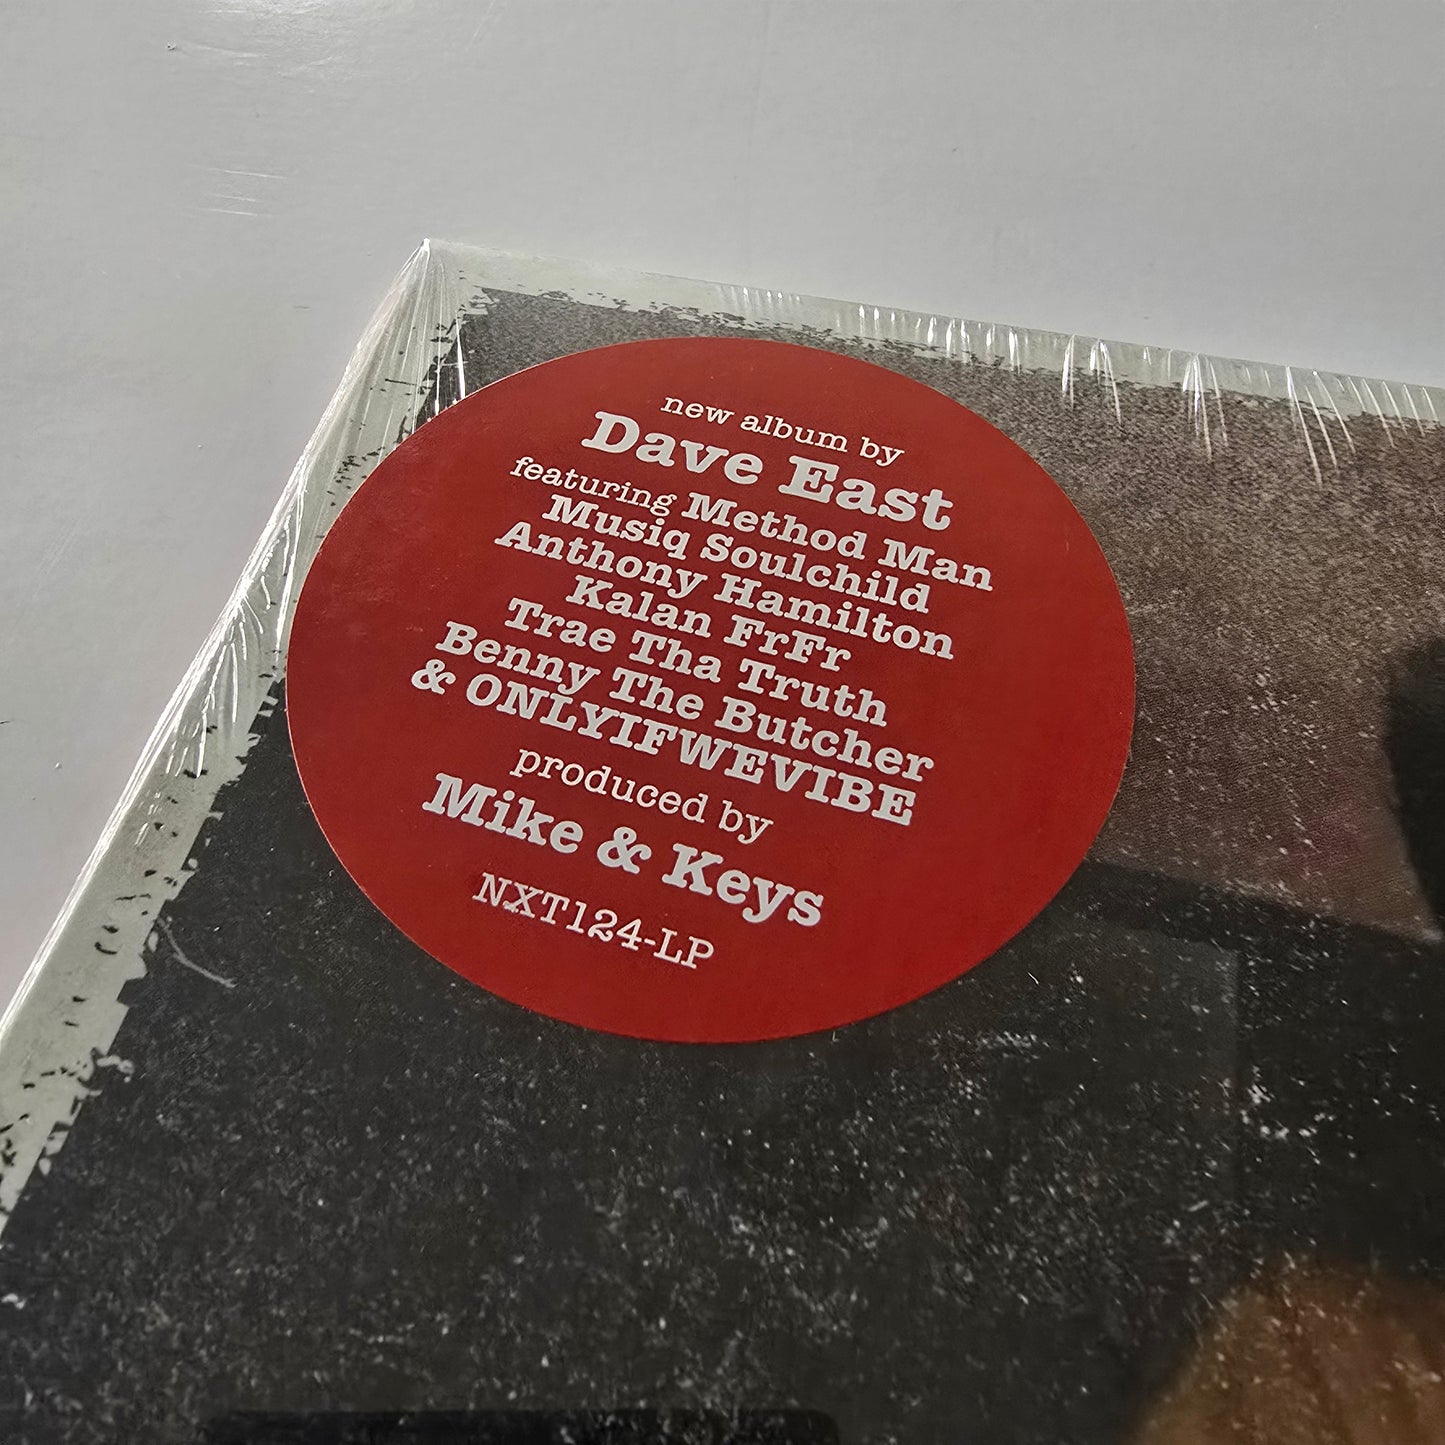 new album by
Dave East
featuring Method Man
Musiq Soulchild
Anthony Hamilton
Kalan FrFr
Trae Tha Truth
Benny The Butcher
& ONLYIFWEVIBE
produced by
Mike & Keys
NXT124-LP